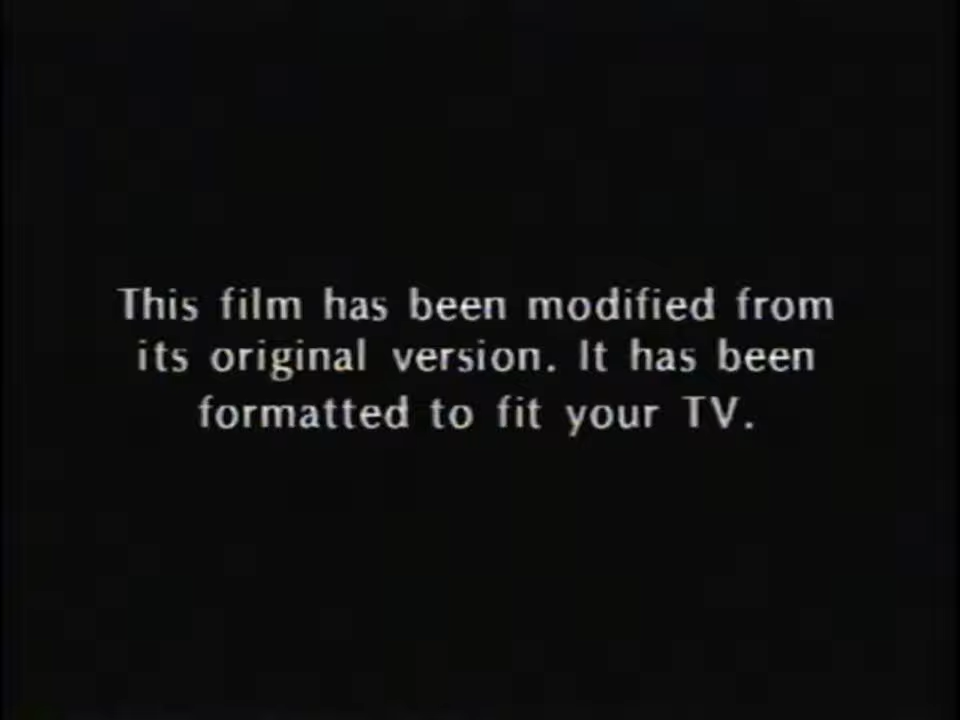 This film has been modified from
its original version. It has been
formatted to fit your TV.